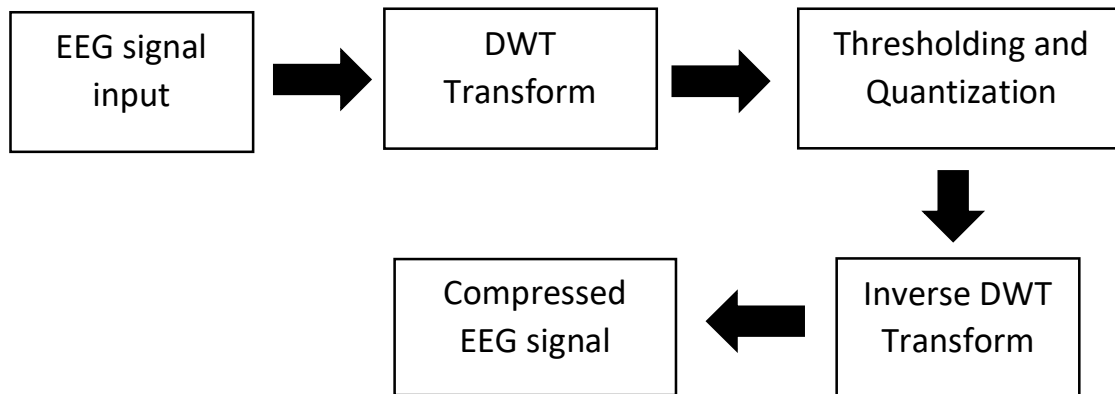 EEG signal
input
DWT
Transform
Thresholding and
Quantization
Inverse DWT
Transform
Compressed
EEG signal